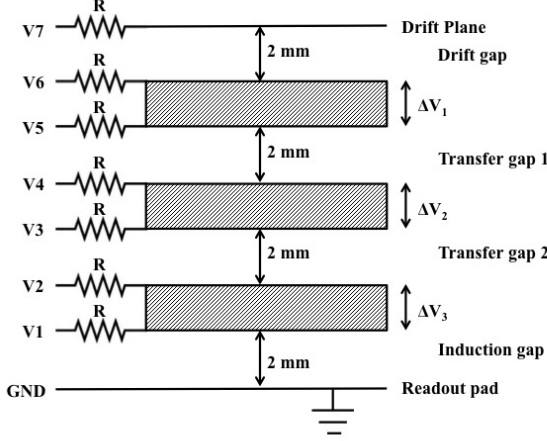 R
V7
Drift Plane
2 mm
Drift gap
R
V6
ΔV1
R
V5
2 mm
Transfer gap 1
R
V4
ΔV2
R
V3
2 mm
Transfer gap 2
R
V2
ΔV3
R
V1
2 mm
Induction gap
GND
Readout pad